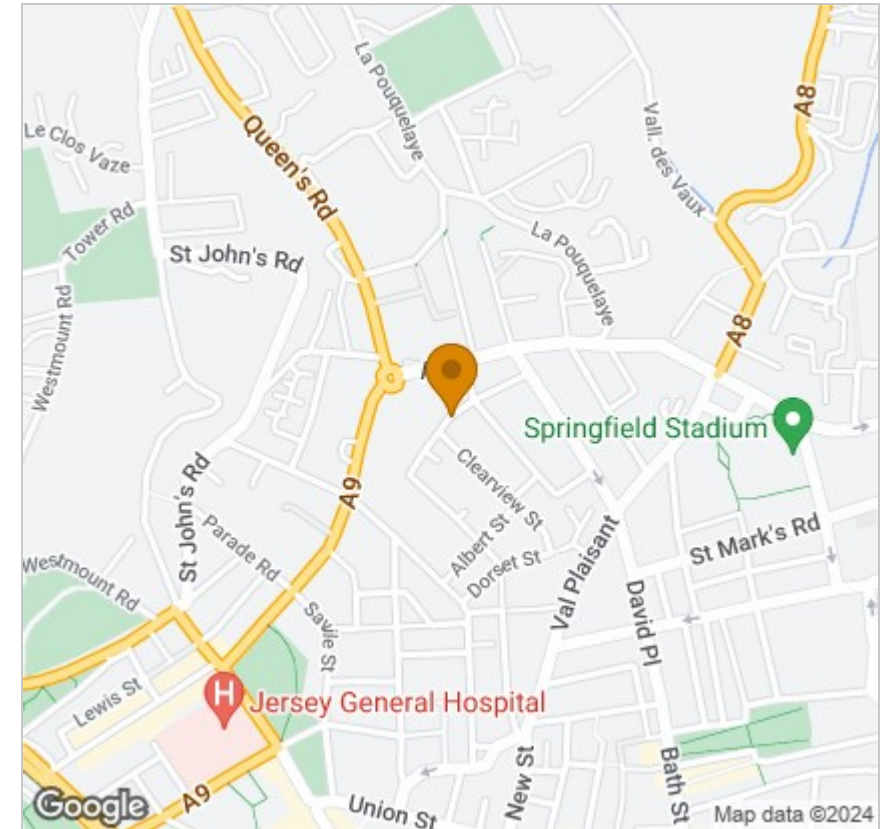 La Pouquelaye
A8
Le Clos Vaze
Queen's Rd
Vall. des Vaux
Tower Rd
St John's Rd
La Pouquelaye
Westmount Rd
A8
Springfield Stadium
St John's Rd
A9
Clearview St
Albert St
Dorset St
Val Plaisant
St Mark's Rd
Parade Rd
Westmount Rd
Savile St
David Pl
Lewis St
H
Jersey General Hospital
New St
Bath St
A9
Union St
Google
Map data ©2024